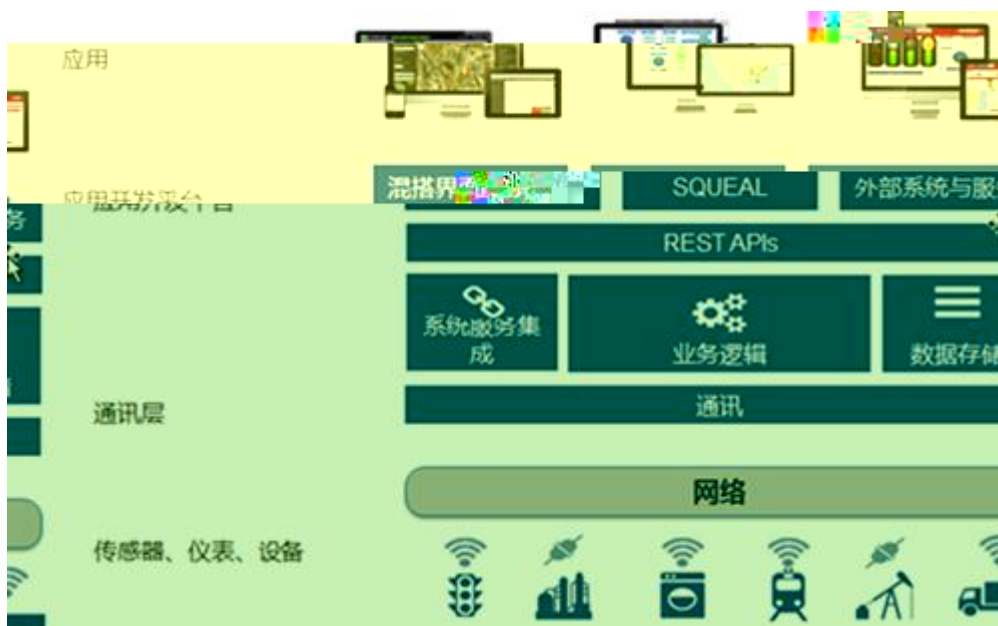 应用
混搭界
SQUEAL
外部系统与服
务
REST APIs
系统服务集
成
业务逻辑
数据存储
通讯层
通讯
网络
传感器、仪表、设备